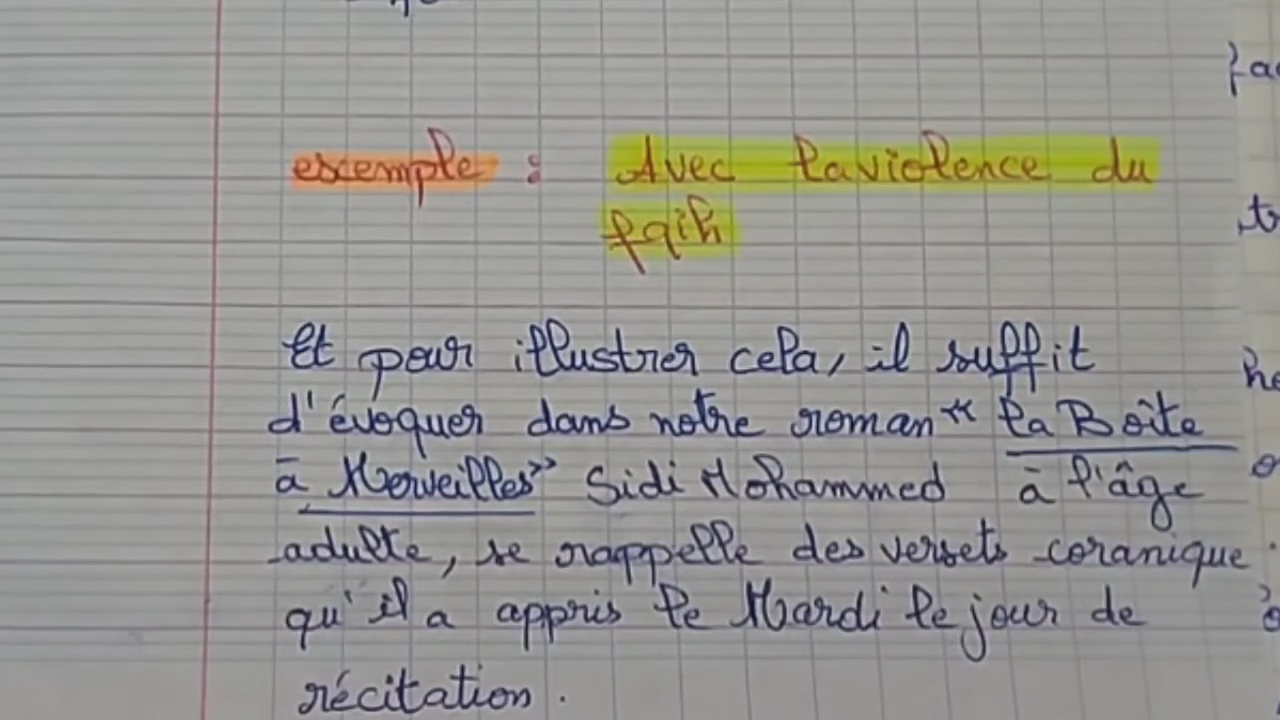 excemple : Avec la violence du
fqih
Et pour illustrer cela, il suffit
d'évoquer dans notre roman " La Boîte
à Merveilles" Sidi Mohammed à l'âge
adulte, se rappelle des versets coranique
qu'il a appris le Mardi le jour de
récitation.